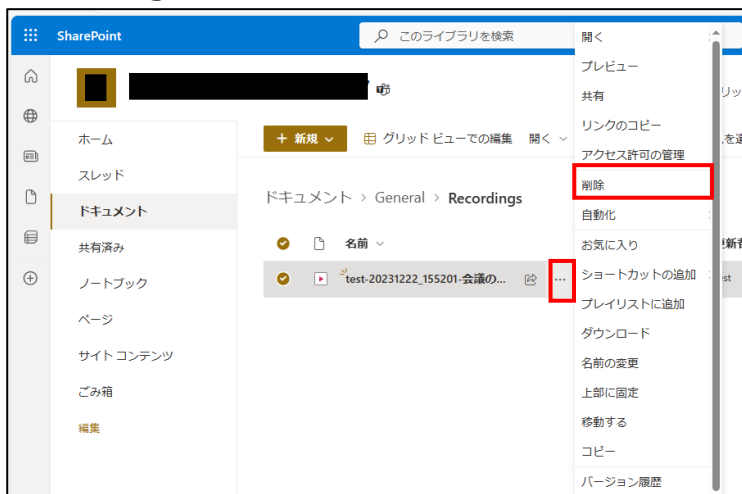 SharePoint
このライブラリを検索
ホーム
スレッド
ドキュメント
共有済み
ノートブック
ページ
サイト コンテンツ
ごみ箱
編集
+ 新規
グリッド ビューでの編集
開く
ドキュメント > General > Recordings
名前
test-20231222_155201-会議の...
...
開く
プレビュー
共有
リンクのコピー
アクセス許可の管理
削除
自動化
お気に入り
ショートカットの追加
プレイリストに追加
ダウンロード
名前の変更
上部に固定
移動する
コピー
バージョン履歴